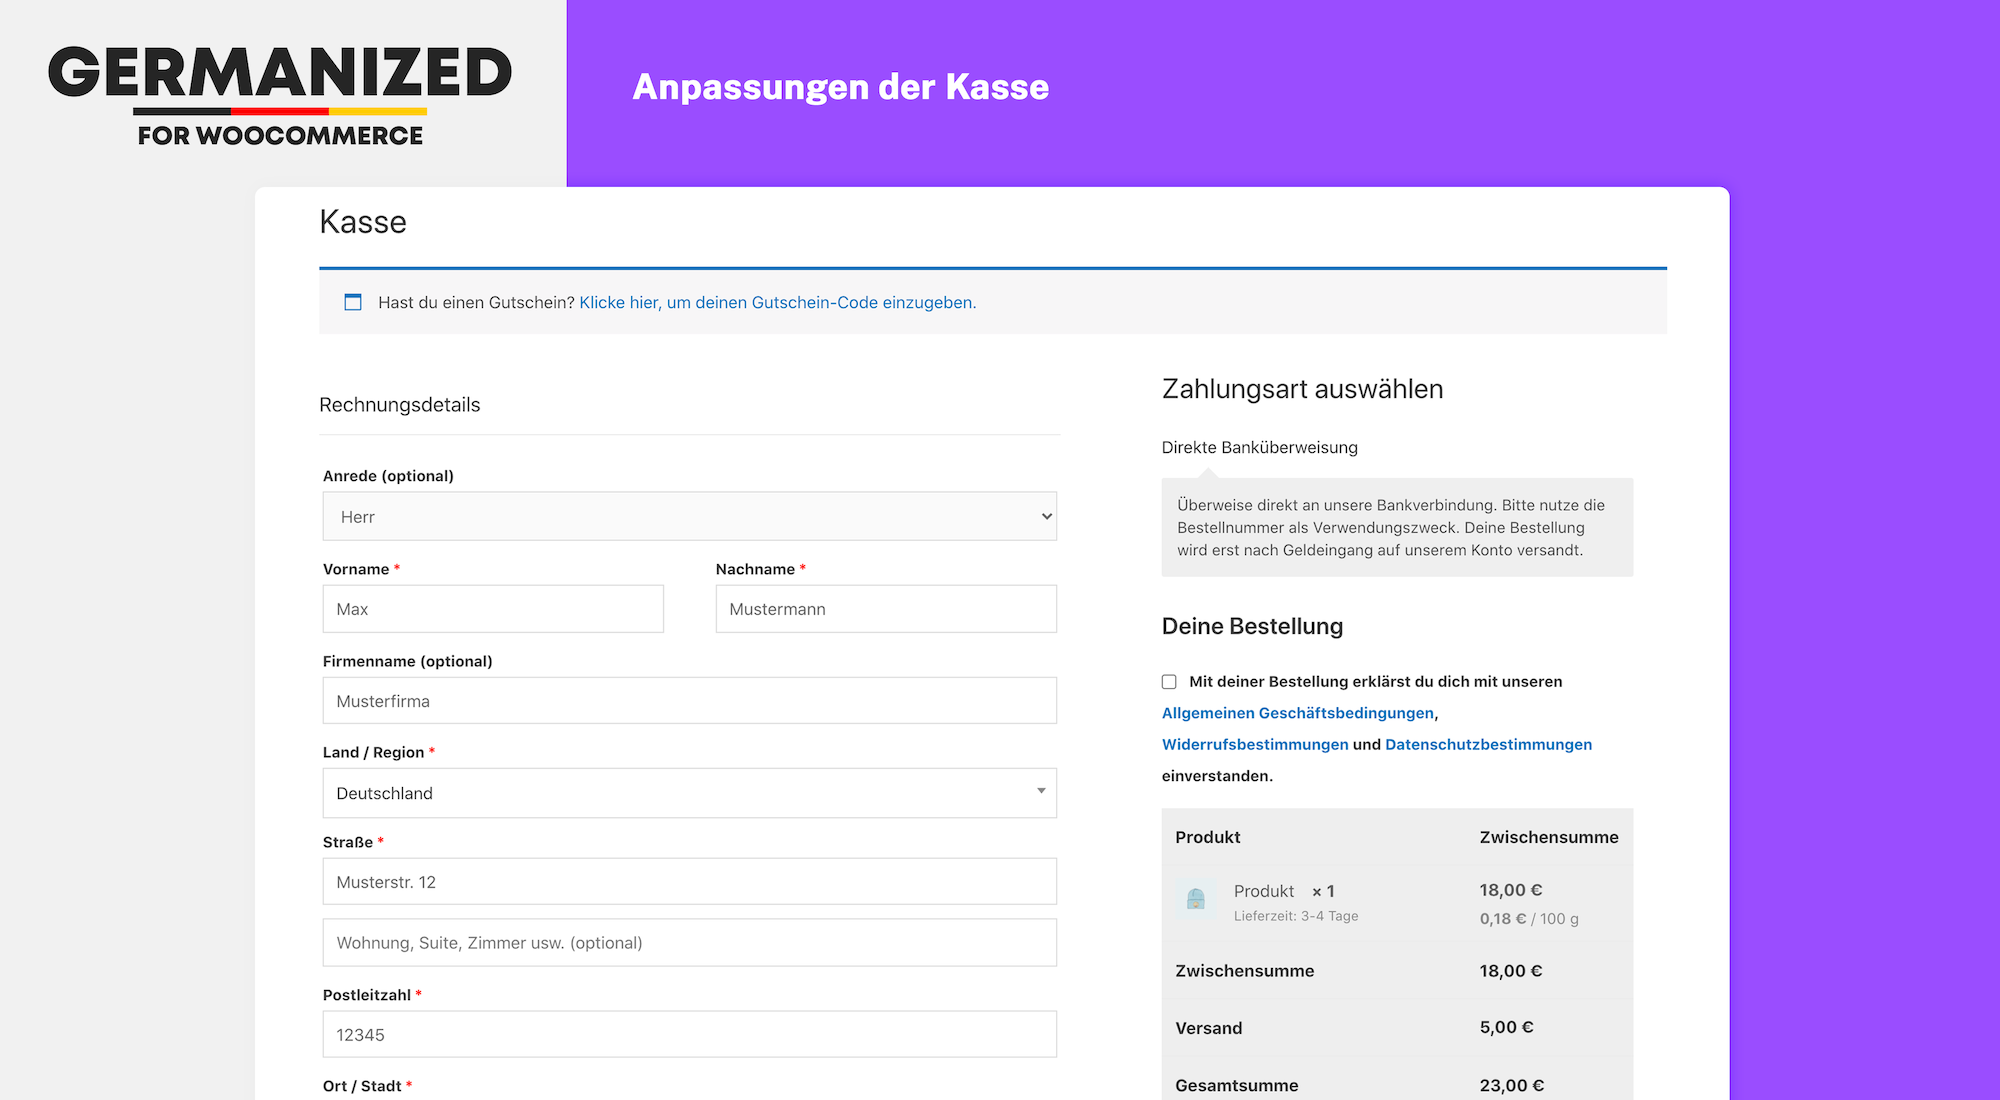 GERMANIZED
FOR WOOCOMMERCE
Anpassungen der Kasse
Kasse
Hast du einen Gutschein? Klicke hier, um deinen Gutschein-Code einzugeben.
Rechnungsdetails
Anrede (optional)
Herr
Vorname *
Nachname *
Max
Mustermann
Firmenname (optional)
Musterfirma
Land / Region *
Deutschland
Straße *
Musterstr. 12
Wohnung, Suite, Zimmer usw. (optional)
Postleitzahl *
12345
Ort / Stadt *
Zahlungsart auswählen
Direkte Banküberweisung
Überweise direkt an unsere Bankverbindung. Bitte nutze die
Bestellnummer als Verwendungszweck. Deine Bestellung
wird erst nach Geldeingang auf unserem Konto versandt.
Deine Bestellung
Mit deiner Bestellung erklärst du dich mit unseren
Allgemeinen Geschäftsbedingungen,
Widerrufsbestimmungen und Datenschutzbestimmungen
einverstanden.
Produkt Zwischensumme
Produkt × 1 18,00 €
Lieferzeit: 3-4 Tage 0,18 € / 100 g
Zwischensumme 18,00 €
Versand 5,00 €
Gesamtsumme 23,00 €